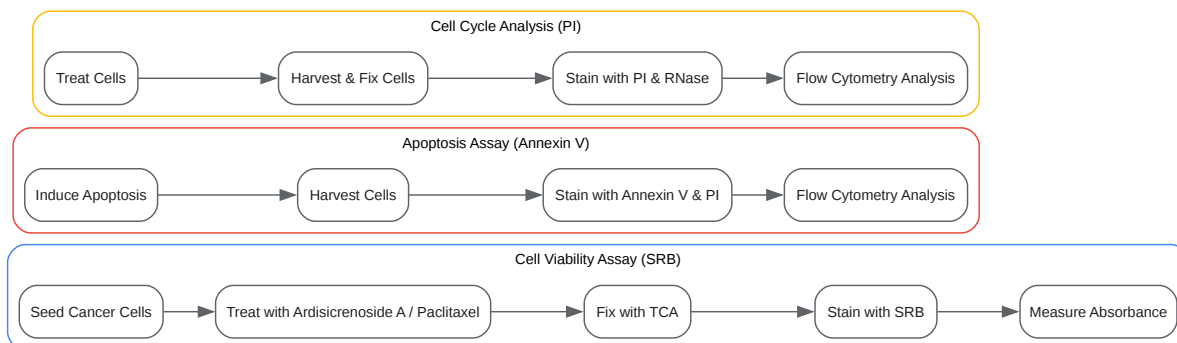 Cell Cycle Analysis (PI)
Treat Cells
Harvest & Fix Cells
Stain with PI & RNase
Flow Cytometry Analysis
Apoptosis Assay (Annexin V)
Induce Apoptosis
Harvest Cells
Stain with Annexin V & PI
Flow Cytometry Analysis
Cell Viability Assay (SRB)
Seed Cancer Cells
Treat with Ardisicrenoside A / Paclitaxel
Fix with TCA
Stain with SRB
Measure Absorbance